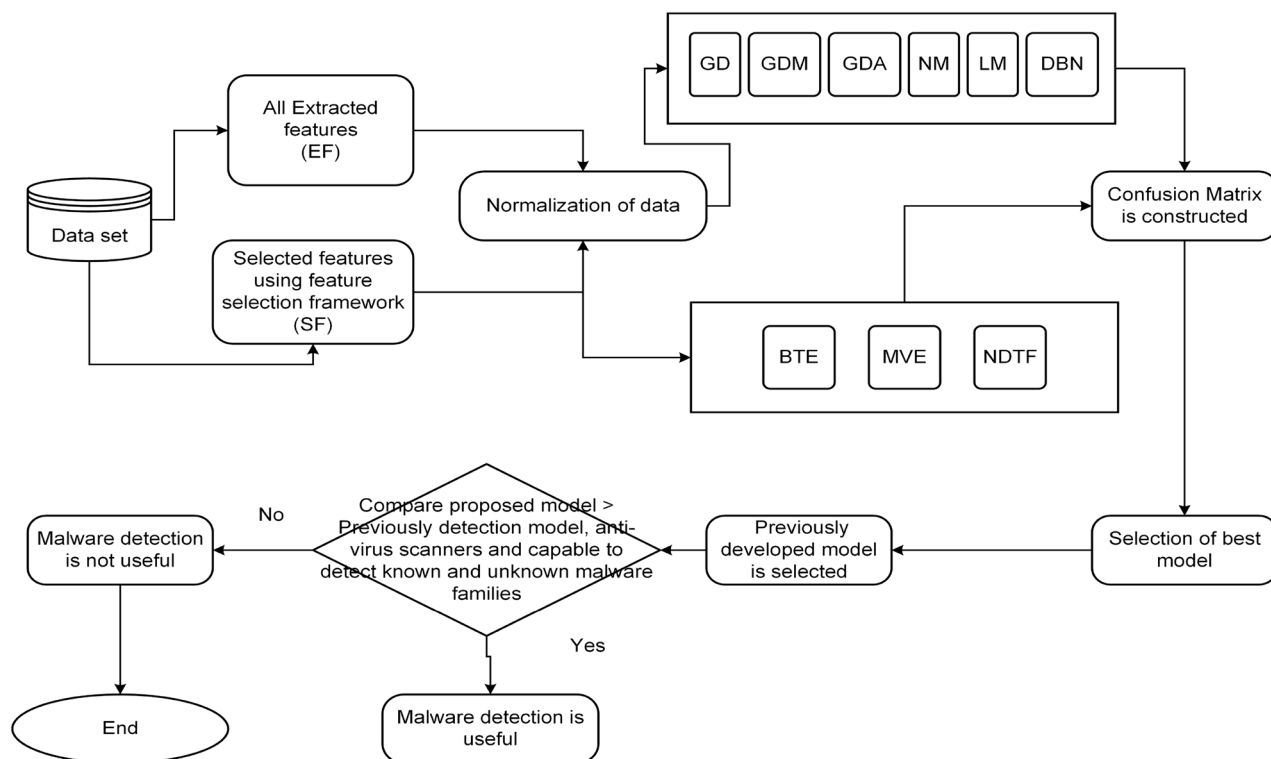 GD GDM GDA NM LM DBN
All Extracted
features
(EF)
Data set
Normalization of data
Confusion Matrix
is constructed
Selected features
using feature
selection framework
(SF)
BTE MVE NDTF
Selection of best
model
Previously
developed model
is selected
Compare proposed model >
Previously detection model, anti-
virus scanners and capable to
detect known and unknown malware
families
No
Malware detection
is not useful
Yes
End
Malware detection is
useful